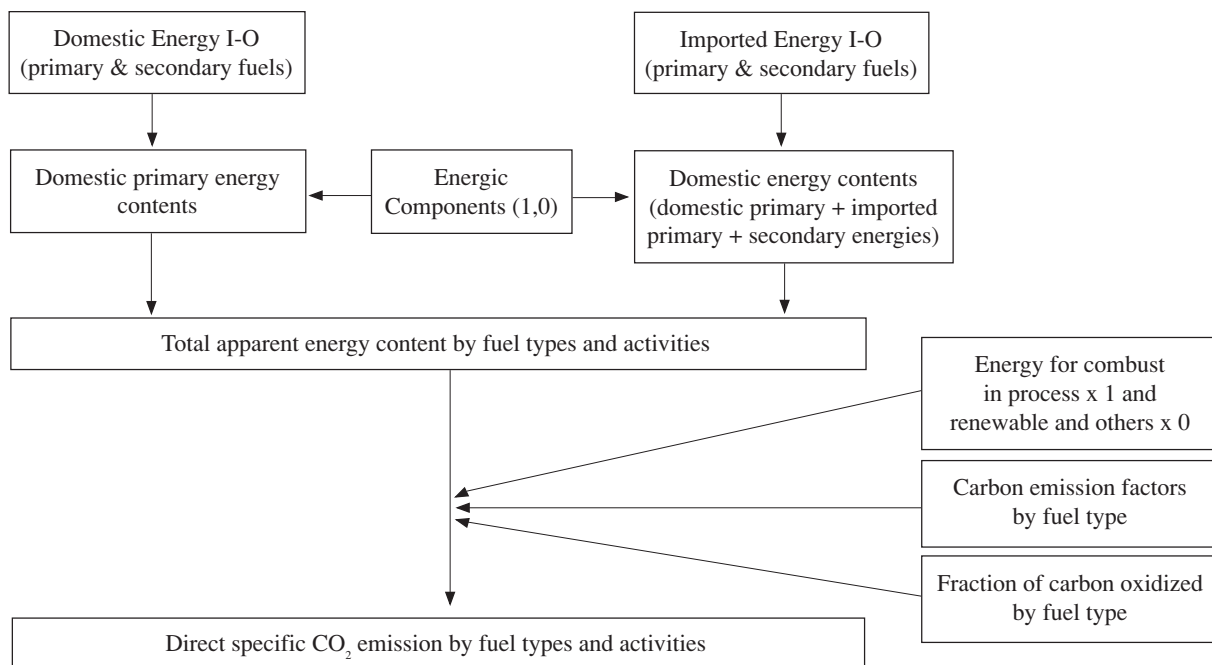 Domestic Energy I-O
(primary & secondary fuels)
Imported Energy I-O
(primary & secondary fuels)
Domestic primary energy
contents
Energic
Components (1,0)
Domestic energy contents
(domestic primary + imported
primary + secondary energies)
Total apparent energy content by fuel types and activities
Energy for combust
in process x 1 and
renewable and others x 0
Carbon emission factors
by fuel type
Fraction of carbon oxidized
by fuel type
Direct specific CO₂ emission by fuel types and activities